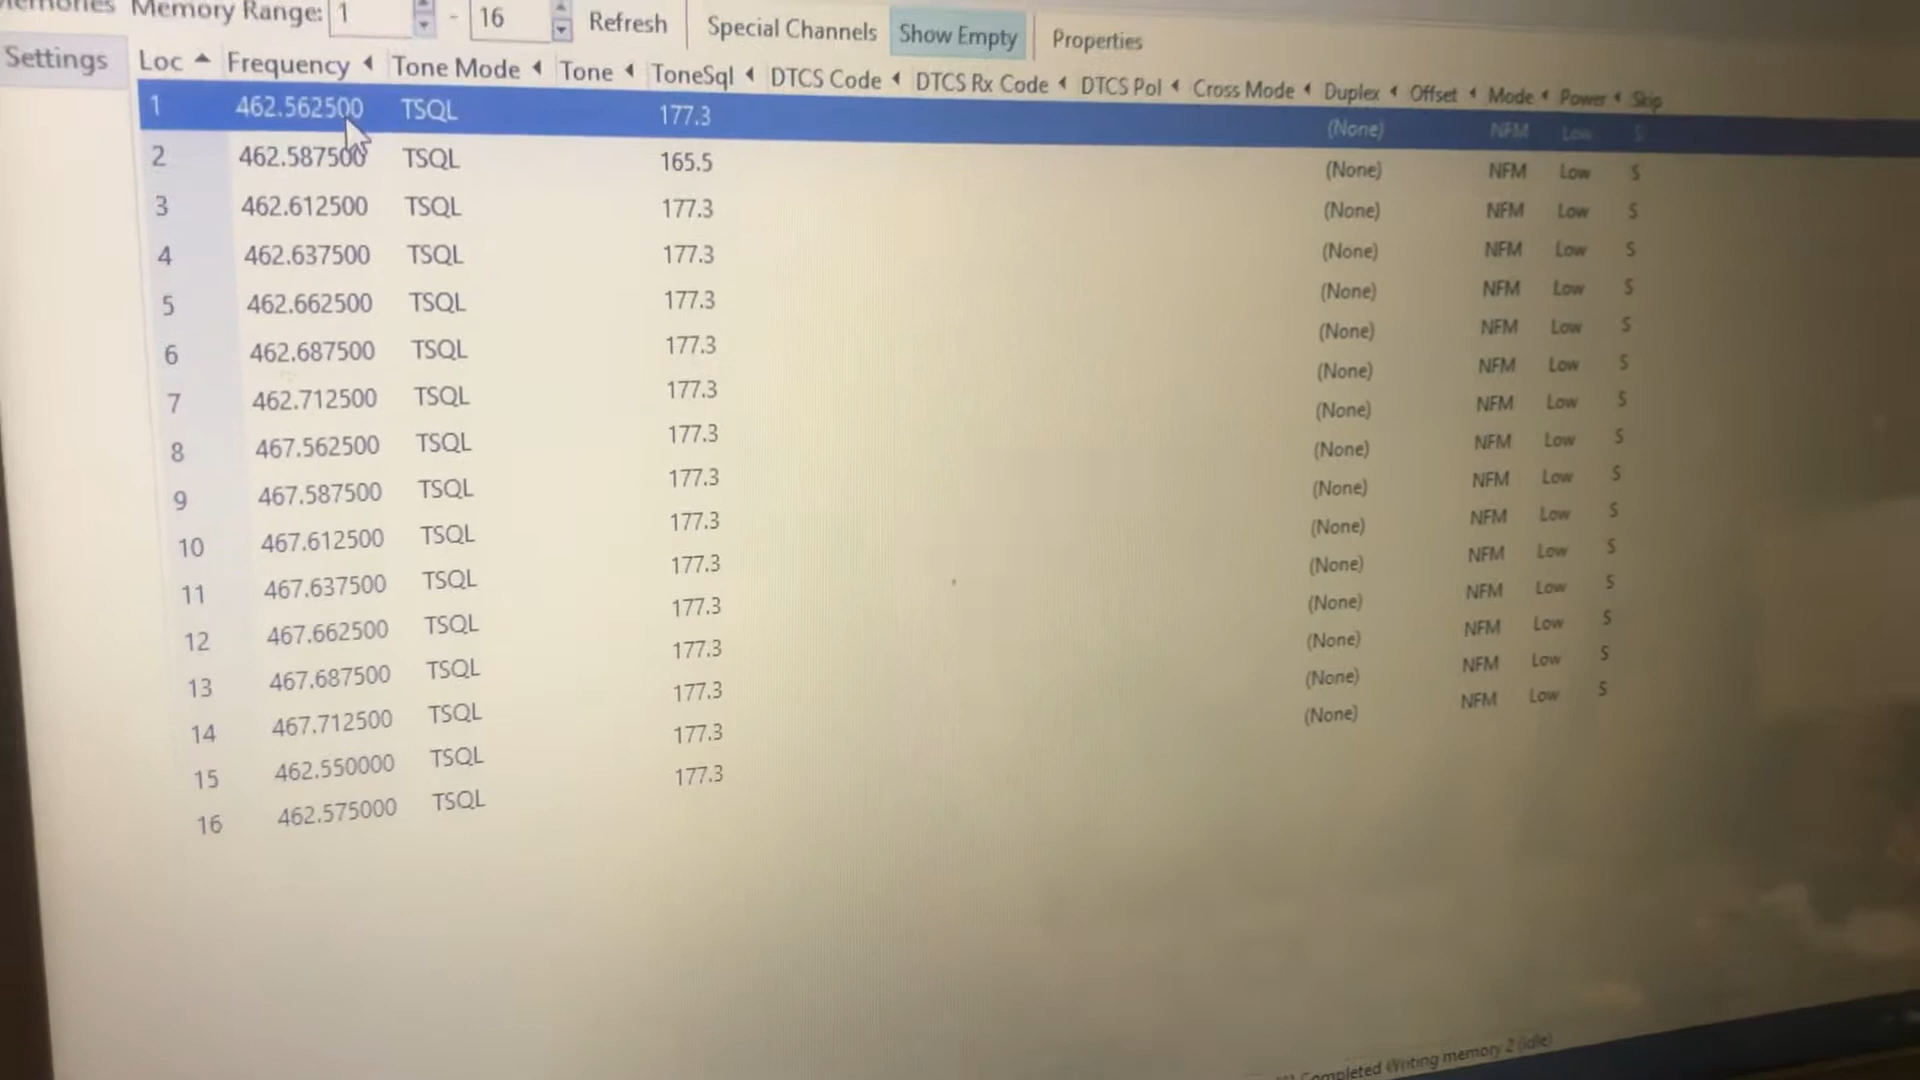 Memories Memory Range: 1 - 16 Refresh Special Channels Show Empty Properties
Settings
Loc Frequency Tone Mode Tone ToneSql DTCS Code DTCS Rx Code DTCS Pol Cross Mode Duplex Offset Mode Power Skip
1 462.562500 TSQL 177.3 (None) NFM Low S
2 462.587500 TSQL 165.5 (None) NFM Low S
3 462.612500 TSQL 177.3 (None) NFM Low S
4 462.637500 TSQL 177.3 (None) NFM Low S
5 462.662500 TSQL 177.3 (None) NFM Low S
6 462.687500 TSQL 177.3 (None) NFM Low S
7 462.712500 TSQL 177.3 (None) NFM Low S
8 467.562500 TSQL 177.3 (None) NFM Low S
9 467.587500 TSQL 177.3 (None) NFM Low S
10 467.612500 TSQL 177.3 (None) NFM Low S
11 467.637500 TSQL 177.3 (None) NFM Low S
12 467.662500 TSQL 177.3 (None) NFM Low S
13 467.687500 TSQL 177.3 (None) NFM Low S
14 467.712500 TSQL 177.3 (None) NFM Low S
15 462.550000 TSQL 177.3 (None) NFM Low S
16 462.575000 TSQL 177.3 (None) NFM Low S
Completed Writing memory 2 (idle)